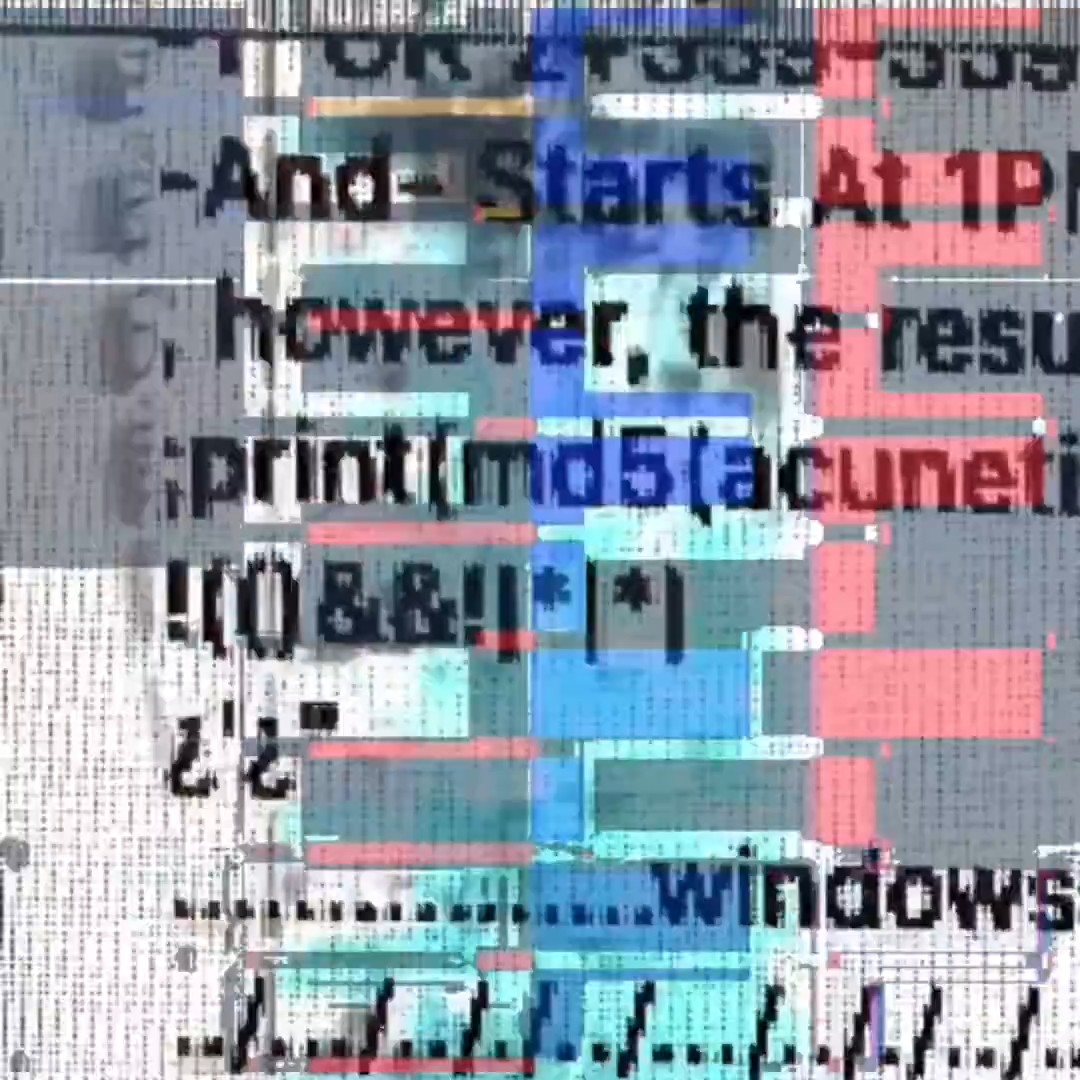 -And Starts At 1P
, however, the resu
;print(md5(acuneti
!(()&&!|*|*|
¿'¿"
windows
../../../../..//../